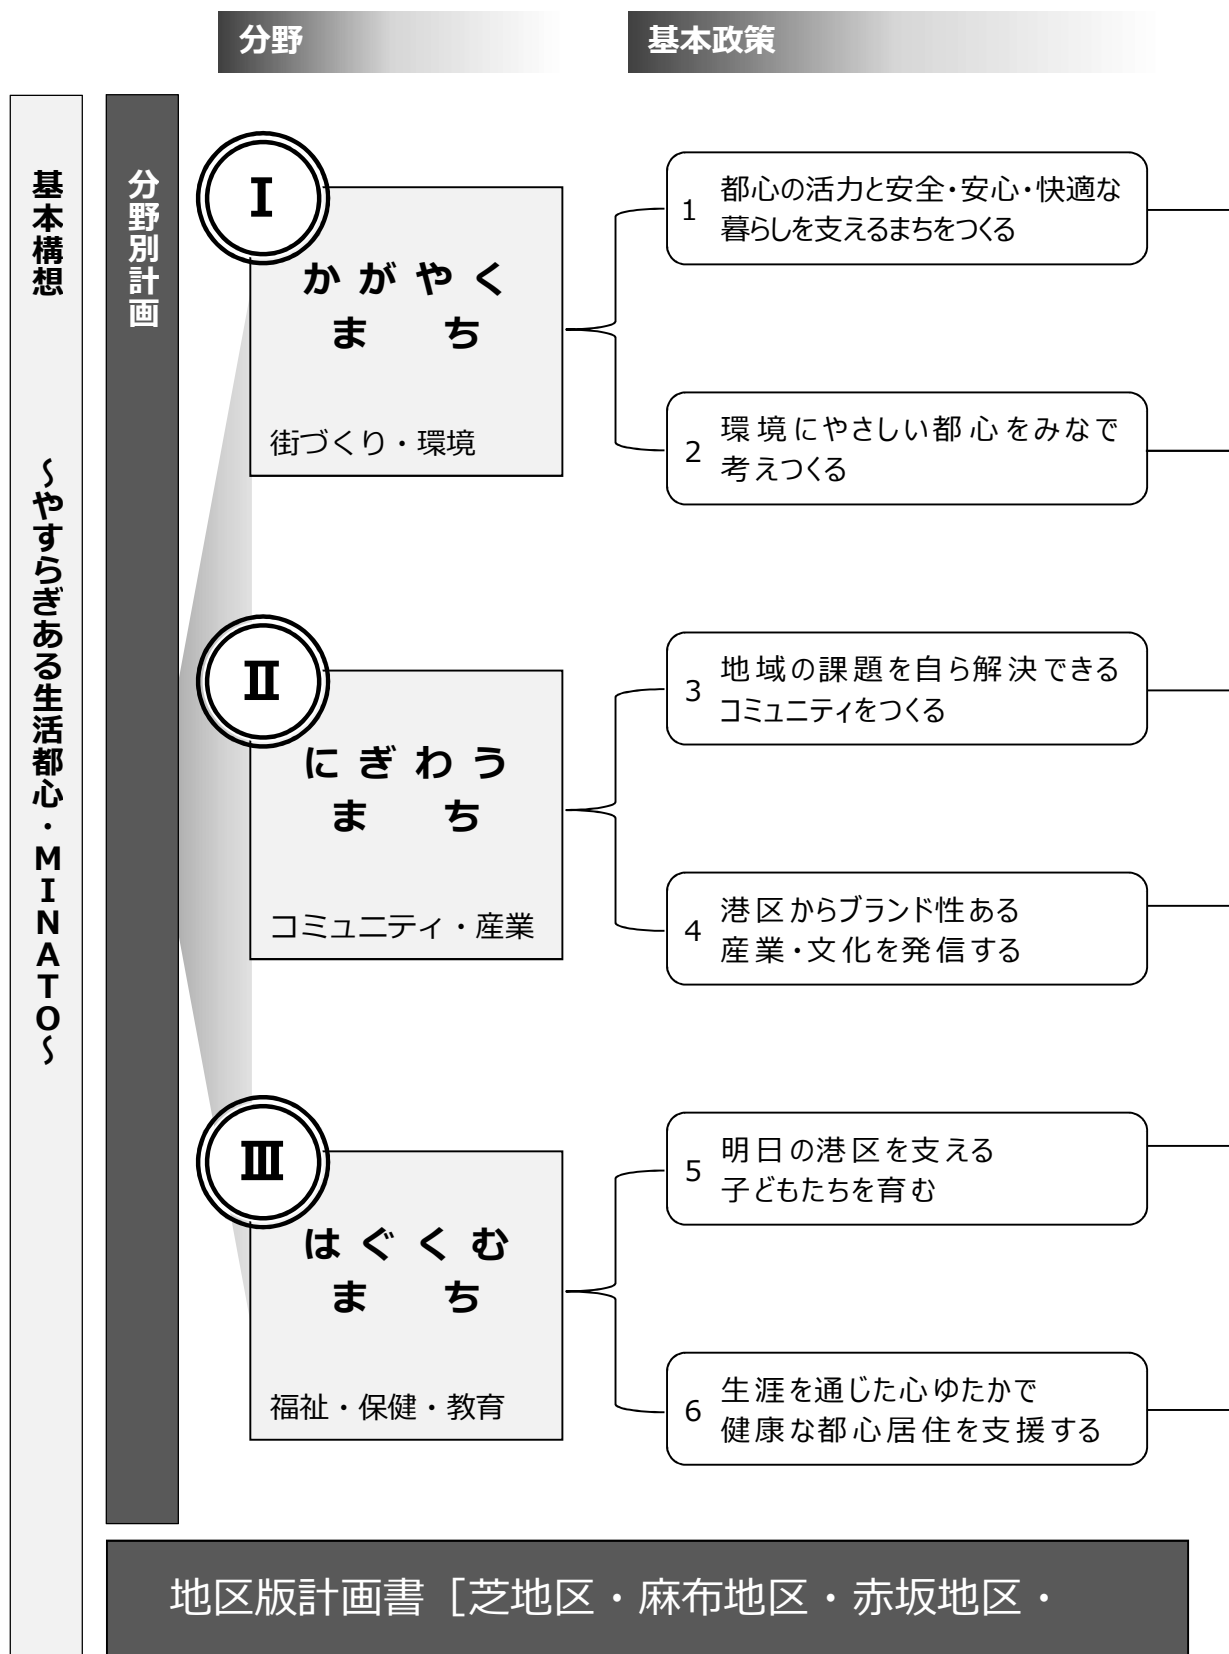 分野
基本政策
基本構想 ～やすらぎある生活都心・MINATO～
分野別計画
Ⅰ
かがやく
まち
街づくり・環境
1 都心の活力と安全・安心・快適な
暮らしを支えるまちをつくる
2 環境にやさしい都心をみなで
考えつくる
Ⅱ
にぎわう
まち
コミュニティ・産業
3 地域の課題を自ら解決できる
コミュニティをつくる
4 港区からブランド性ある
産業・文化を発信する
Ⅲ
はぐくむ
まち
福祉・保健・教育
5 明日の港区を支える
子どもたちを育む
6 生涯を通じた心ゆたかで
健康な都心居住を支援する
地区版計画書［芝地区・麻布地区・赤坂地区・